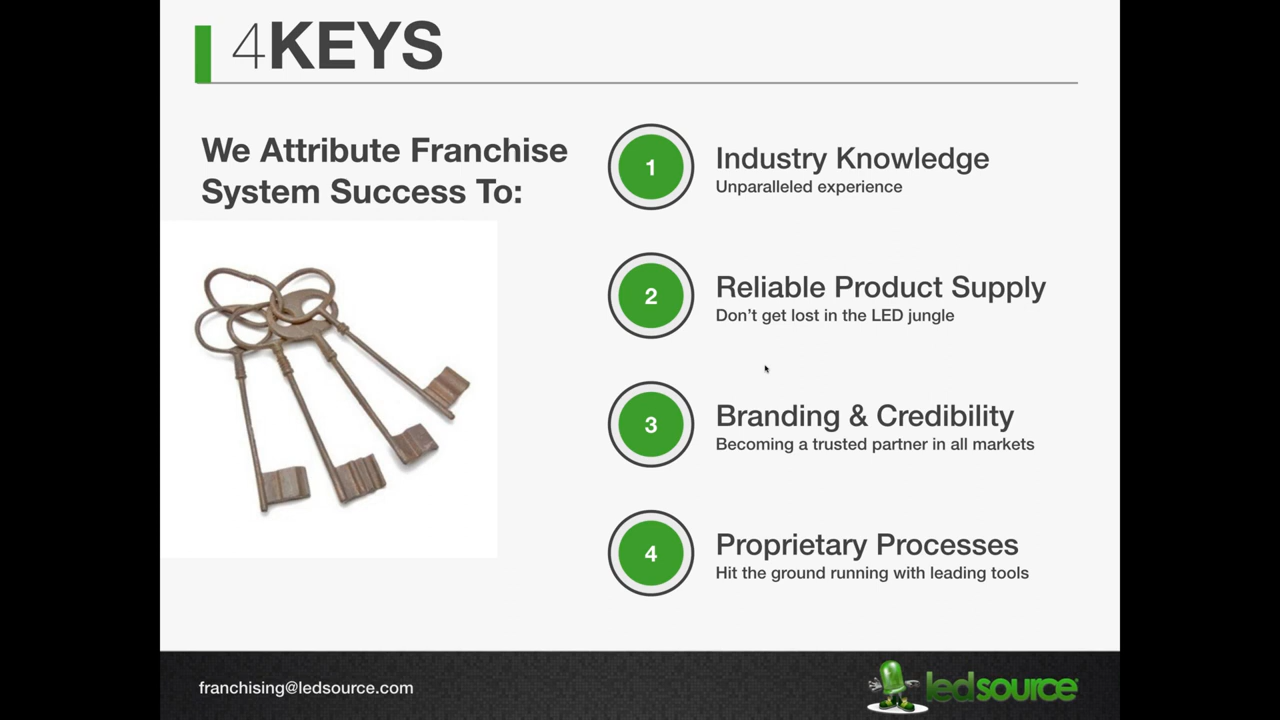 4KEYS
We Attribute Franchise
System Success To:
1
Industry Knowledge
Unparalleled experience
2
Reliable Product Supply
Don’t get lost in the LED jungle
3
Branding & Credibility
Becoming a trusted partner in all markets
4
Proprietary Processes
Hit the ground running with leading tools
franchising@ledsource.com
ledsource